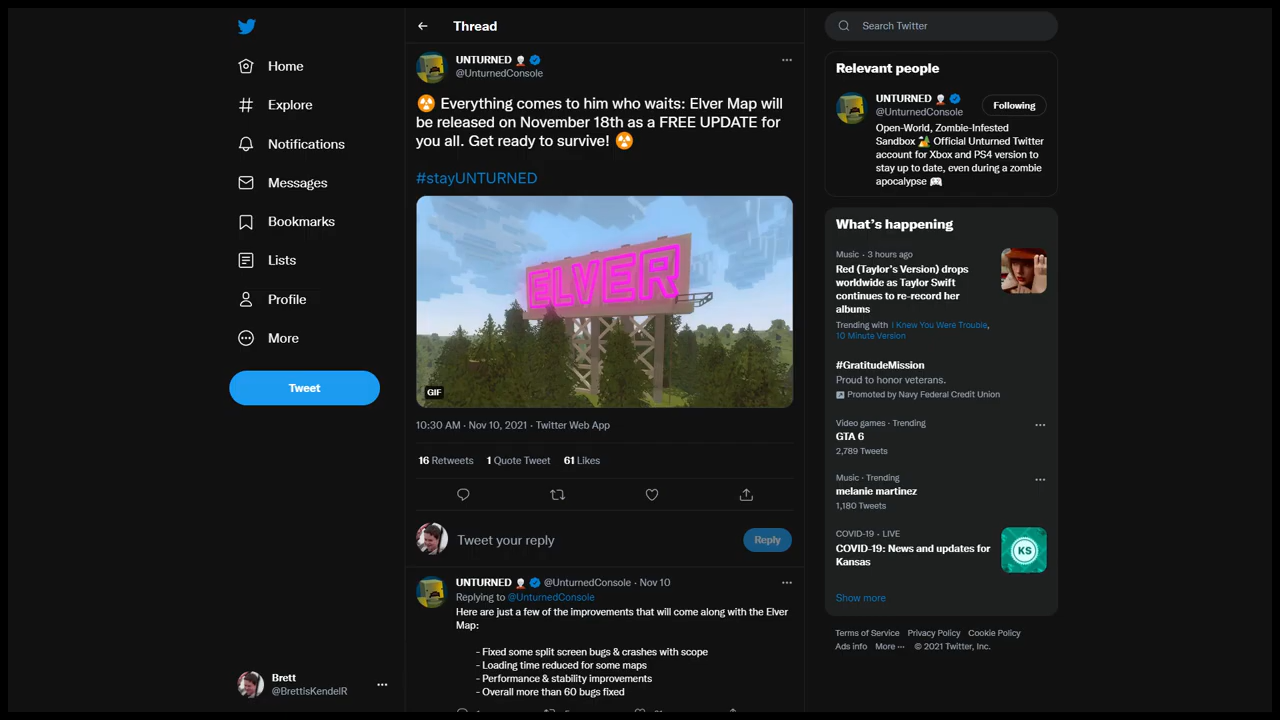 Home
Explore
Notifications
Messages
Bookmarks
Lists
Profile
More
Tweet
Brett
@BrettisKendelR
Thread
UNTURNED
@UnturnedConsole
☢ Everything comes to him who waits: Elver Map will
be released on November 18th as a FREE UPDATE for
you all. Get ready to survive! ☢
#stayUNTURNED
ELVER
GIF
10:30 AM · Nov 10, 2021 · Twitter Web App
16 Retweets 1 Quote Tweet 61 Likes
Tweet your reply
Reply
UNTURNED @UnturnedConsole · Nov 10
Replying to @UnturnedConsole
Here are just a few of the improvements that will come along with the Elver
Map:
- Fixed some split screen bugs & crashes with scope
- Loading time reduced for some maps
- Performance & stability improvements
- Overall more than 60 bugs fixed
Search Twitter
Relevant people
UNTURNED
@UnturnedConsole
Following
Open-World, Zombie-Infested
Sandbox 🏕 Official Unturned Twitter
account for Xbox and PS4 version to
stay up to date, even during a zombie
apocalypse 🎮
What's happening
Music · 3 hours ago
Red (Taylor's Version) drops
worldwide as Taylor Swift
continues to re-record her
albums
Trending with I Knew You Were Trouble,
10 Minute Version
#GratitudeMission
Proud to honor veterans.
Promoted by Navy Federal Credit Union
Video games · Trending
GTA 6
2,789 Tweets
Music · Trending
melanie martinez
1,180 Tweets
COVID-19 · LIVE
COVID-19: News and updates for
Kansas
KS
Show more
Terms of Service Privacy Policy Cookie Policy
Ads info More ··· © 2021 Twitter, Inc.